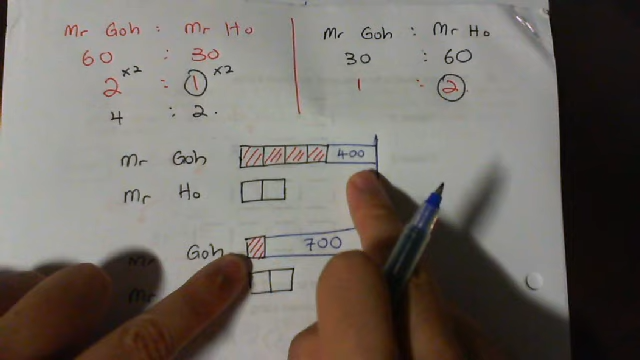 Mr Goh : Mr Ho
60 : 30
x2 x2
2 : 1
4 : 2
Mr Goh : Mr Ho
30 : 60
1 : 2
Mr Goh 400
Mr Ho
Goh 700